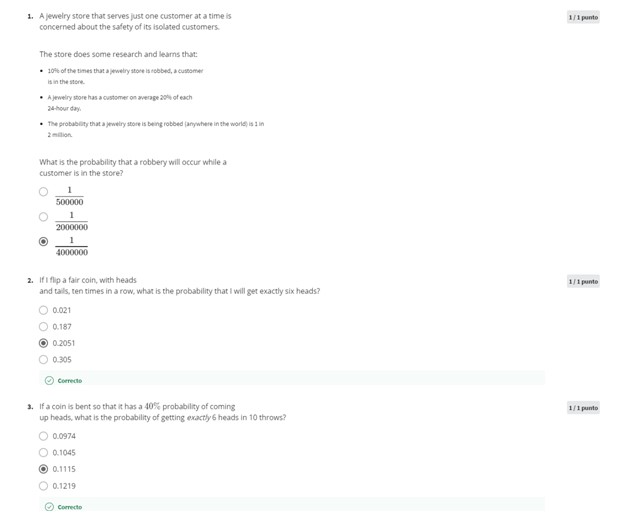 1. A jewelry store that serves just one customer at a time is 1 / 1 punto
concerned about the safety of its isolated customers.
The store does some research and learns that:
• 10% of the times that a jewelry store is robbed, a customer
is in the store.
• A jewelry store has a customer on average 20% of each
24-hour day.
• The probability that a jewelry store is being robbed (anywhere in the world) is 1 in
2 million.
What is the probability that a robbery will occur while a
customer is in the store?
1
500000
1
2000000
1
4000000
2. If I flip a fair coin, with heads 1 / 1 punto
and tails, ten times in a row, what is the probability that I will get exactly six heads?
0.021
0.187
0.2051
0.305
Correcto
3. If a coin is bent so that it has a 40% probability of coming 1 / 1 punto
up heads, what is the probability of getting exactly 6 heads in 10 throws?
0.0974
0.1045
0.1115
0.1219
Correcto